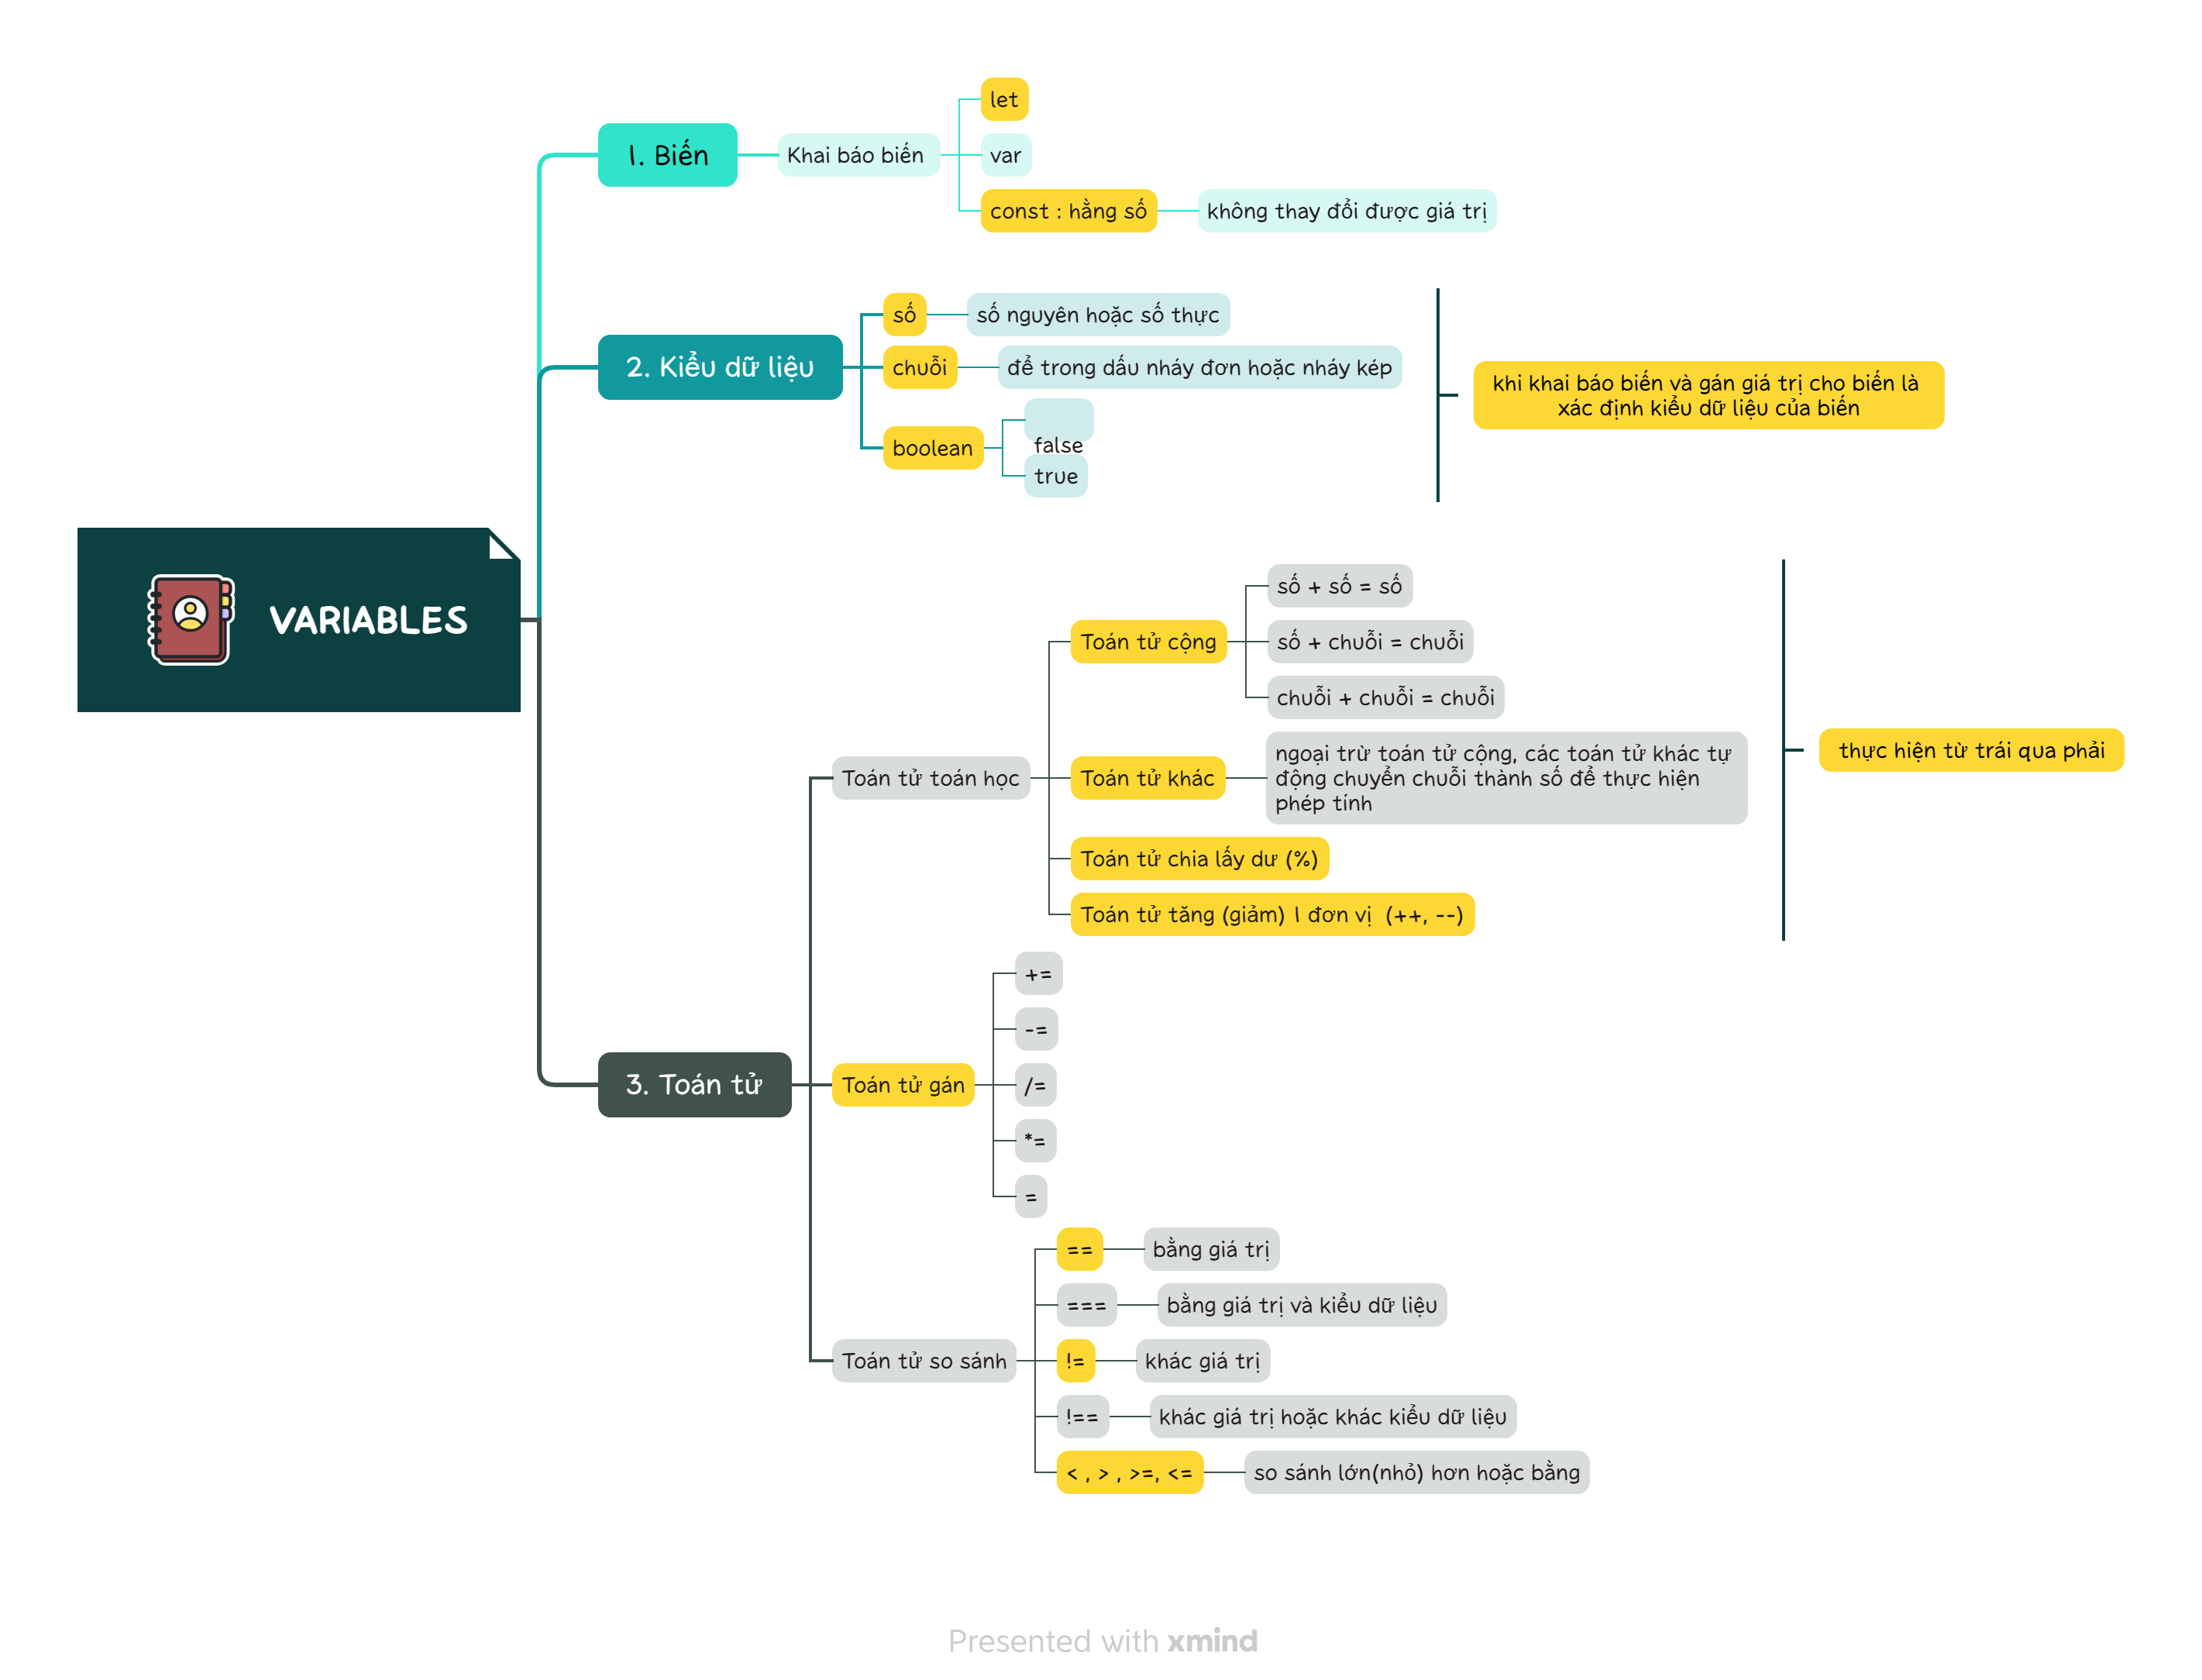 VARIABLES
1. Biến
Khai báo biến
let
var
const : hằng số
không thay đổi được giá trị
2. Kiểu dữ liệu
số
số nguyên hoặc số thực
chuỗi
để trong dấu nháy đơn hoặc nháy kép
boolean
false
true
khi khai báo biến và gán giá trị cho biến là
xác định kiểu dữ liệu của biến
3. Toán tử
Toán tử toán học
Toán tử cộng
số + số = số
số + chuỗi = chuỗi
chuỗi + chuỗi = chuỗi
Toán tử khác
ngoại trừ toán tử cộng, các toán tử khác tự
động chuyển chuỗi thành số để thực hiện
phép tính
Toán tử chia lấy dư (%)
Toán tử tăng (giảm) 1 đơn vị (++, --)
thực hiện từ trái qua phải
Toán tử gán
+=
-=
/=
*=
=
Toán tử so sánh
==
bằng giá trị
===
bằng giá trị và kiểu dữ liệu
!=
khác giá trị
!==
khác giá trị hoặc khác kiểu dữ liệu
< , > , >=, <=
so sánh lớn(nhỏ) hơn hoặc bằng
Presented with xmind